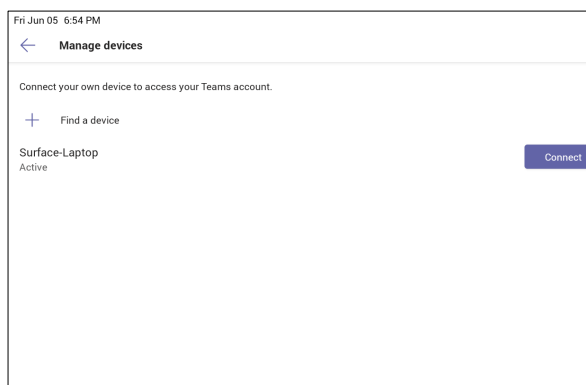 Fri Jun 05 6:54 PM
Manage devices
Connect your own device to access your Teams account.
Find a device
Surface-Laptop
Connect
Active